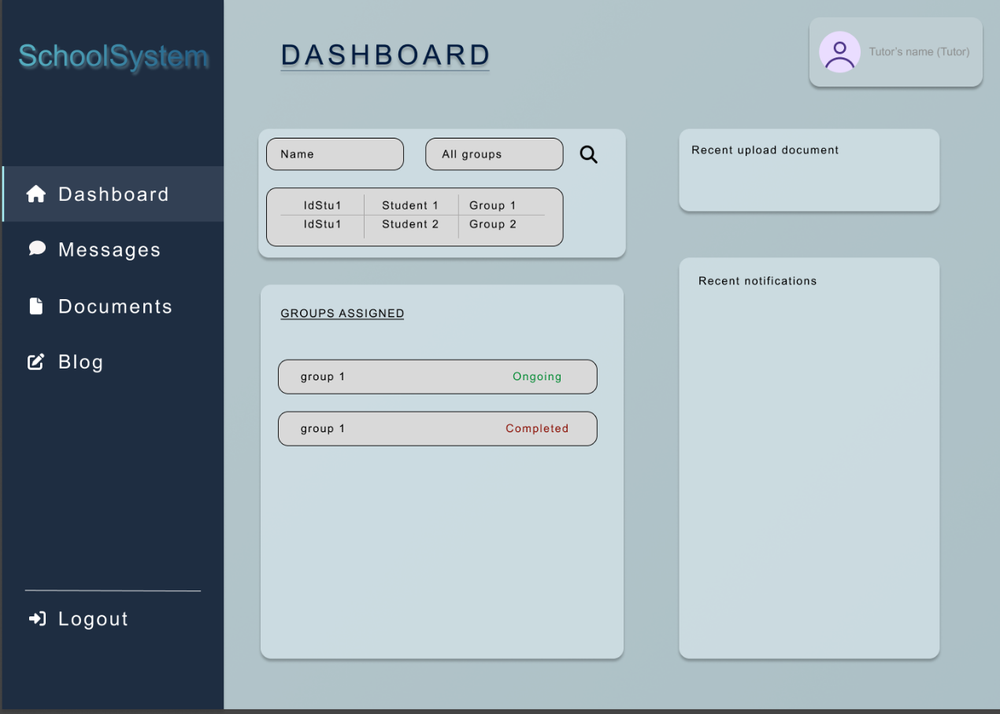 SchoolSystem
DASHBOARD
Tutor's name (Tutor)
Dashboard
Messages
Documents
Blog
Logout
Name
All groups
IdStu1 Student 1 Group 1
IdStu1 Student 2 Group 2
GROUPS ASSIGNED
group 1 Ongoing
group 1 Completed
Recent upload document
Recent notifications